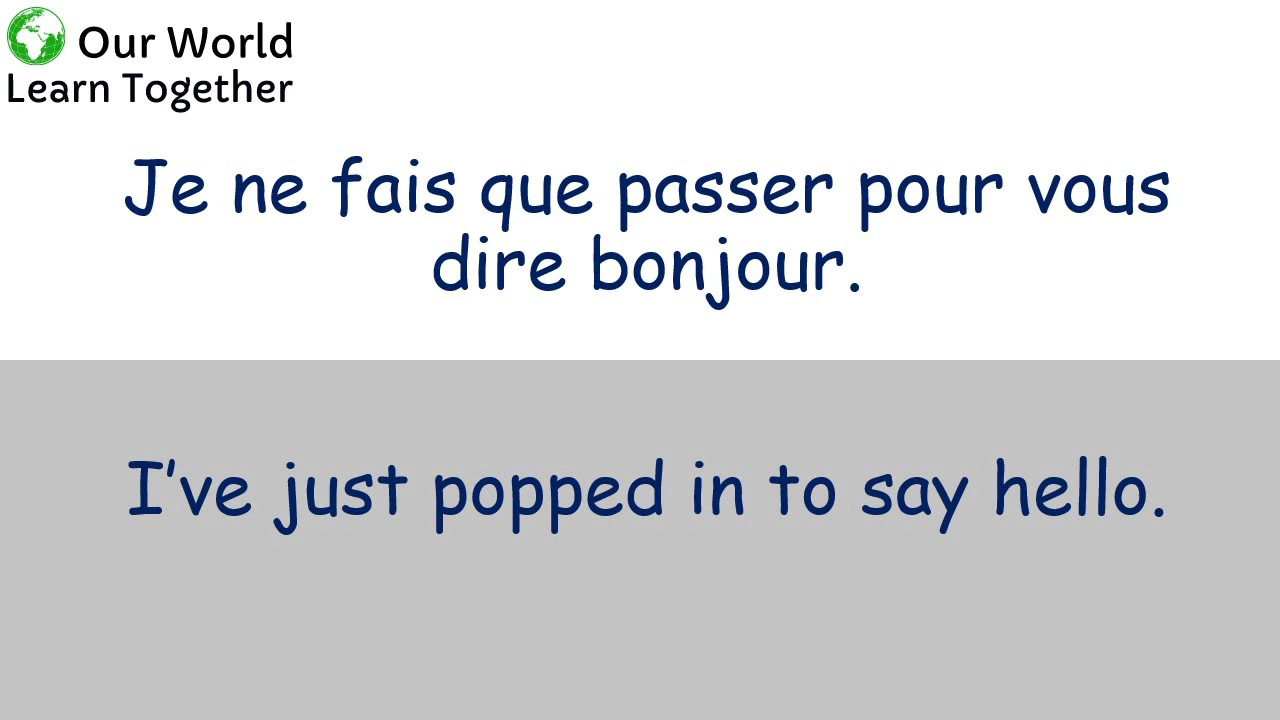 Our World
Learn Together
Je ne fais que passer pour vous
dire bonjour.
I’ve just popped in to say hello.